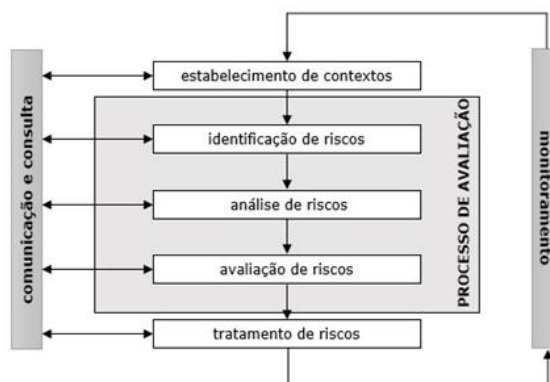 estabelecimento de contextos
comunicação e consulta
identificação de riscos
análise de riscos
avaliação de riscos
PROCESSO DE AVALIAÇÃO
monitoramento
tratamento de riscos